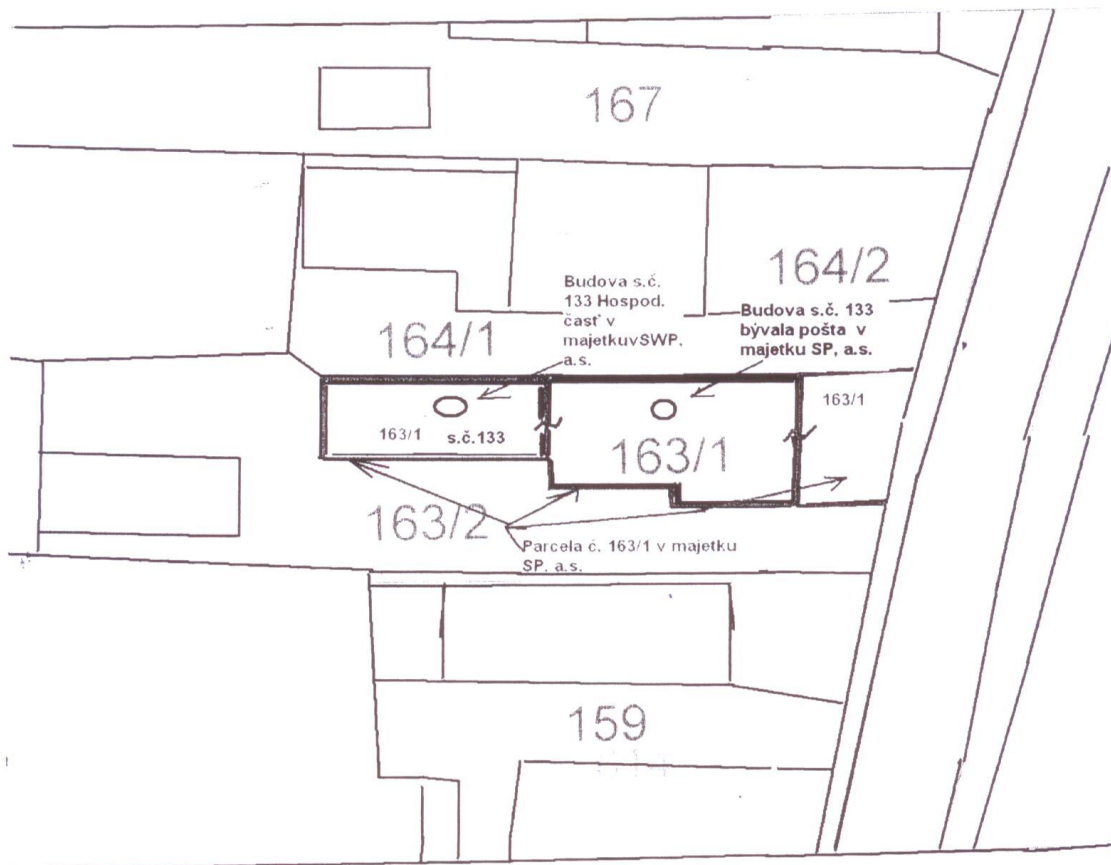 167
164/2
Budova s.č.
133 Hospod.
časť v
majetkuvSWP,
a.s.
Budova s.č. 133
bývala pošta v
majetku SP, a.s.
164/1
163/1
163/1 s.č.133
163/1
163/2
Parcela č. 163/1 v majetku
SP, a.s.
159